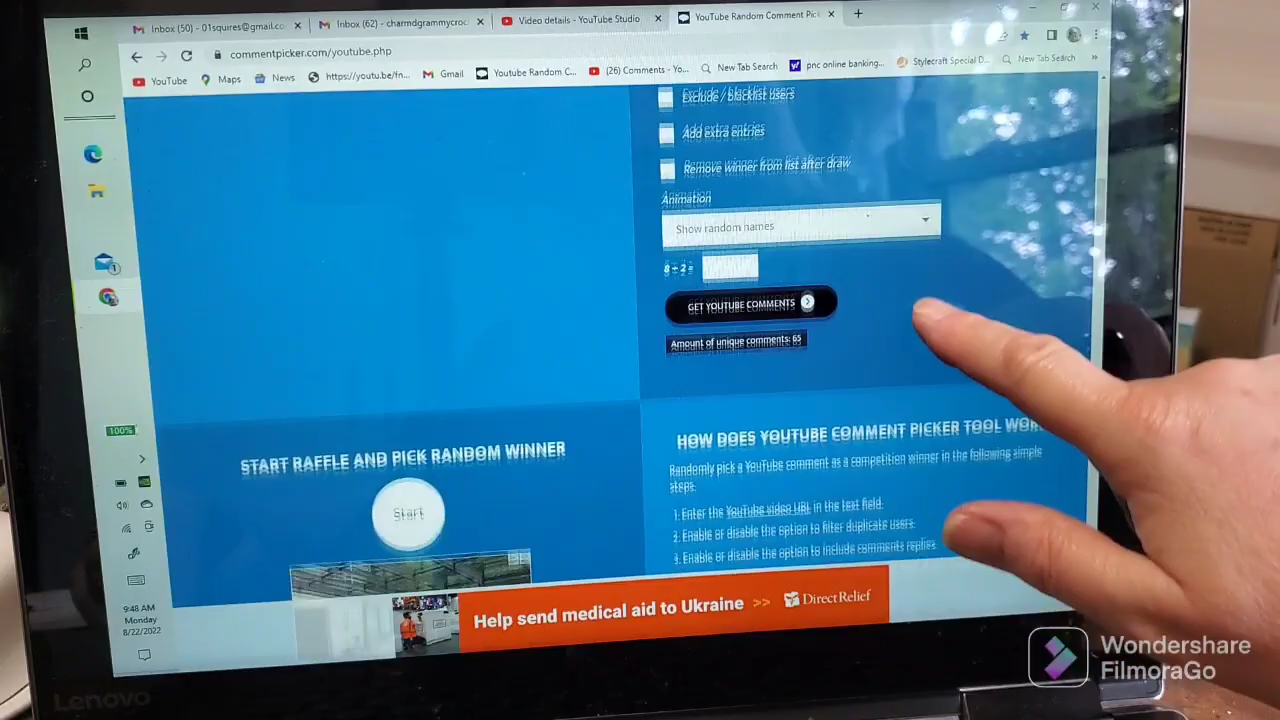 Inbox (50) - 01squires@gmail.co
Inbox (62) - charmdgrammycroc
Video details - YouTube Studio
YouTube Random Comment Picke
commentpicker.com/youtube.php
YouTube
Maps
News
https://youtu.be/fn...
Gmail
Youtube Random C...
(26) Comments - Yo...
New Tab Search
pnc online banking...
Stylecraft Special D...
New Tab Search
Exclude / blacklist users
Add extra entries
Remove winner from list after draw
Animation
Show random names
GET YOUTUBE COMMENTS
Amount of unique comments: 65
START RAFFLE AND PICK RANDOM WINNER
Start
HOW DOES YOUTUBE COMMENT PICKER TOOL WOR
Randomly pick a YouTube comment as a competition winner in the following simple
steps:
1. Enter the YouTube video URL in the text field.
2. Enable or disable the option to filter duplicate users.
3. Enable or disable the option to include comments replies.
Help send medical aid to Ukraine >> DirectRelief
100%
9:48 AM
Monday
8/22/2022
Lenovo
Wondershare
FilmoraGo